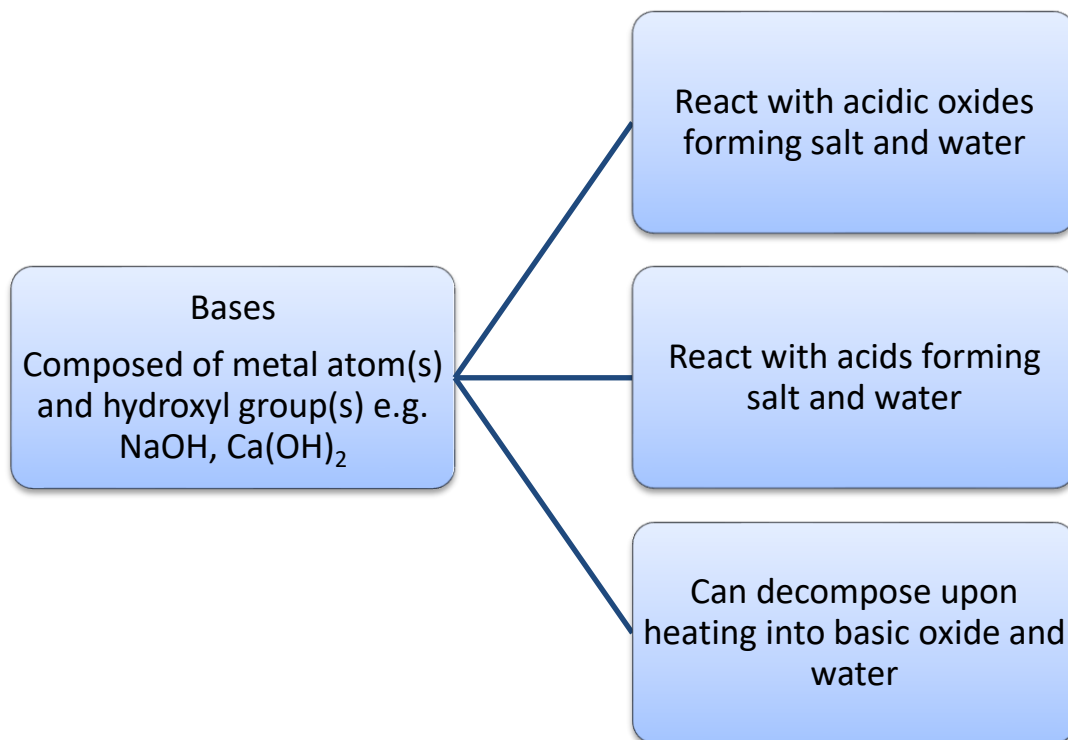 Bases
Composed of metal atom(s)
and hydroxyl group(s) e.g.
NaOH, Ca(OH)₂
React with acidic oxides
forming salt and water
React with acids forming
salt and water
Can decompose upon
heating into basic oxide and
water